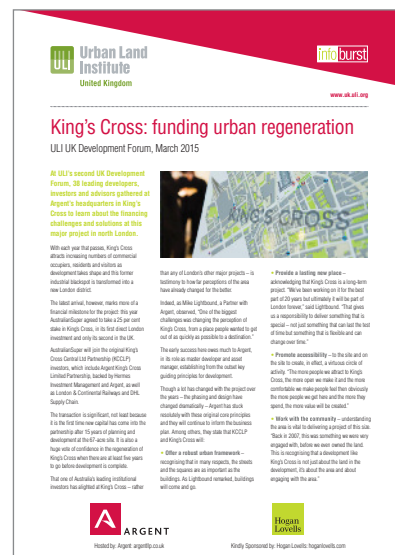 ULI Urban Land
Institute
United Kingdom
infoburst
www.uk.uli.org
King's Cross: funding urban regeneration
ULI UK Development Forum, March 2015
At ULI's second UK Development
Forum, 38 leading developers,
investors and advisors gathered at
Argent's headquarters in King's
Cross to learn about the financing
challenges and solutions at this
major project in north London.
With each year that passes, King's Cross
attracts increasing numbers of commercial
occupiers, residents and visitors as
development takes shape and this former
industrial blackspot is transformed into a
new London district.
The latest arrival, however, marks more of a
financial milestone for the project: this year
AustralianSuper agreed to take a 25 per cent
stake in King's Cross, in its first direct London
investment and only its second in the UK.
AustralianSuper will join the original King's
Cross Central Ltd Partnership (KCCLP)
investors, which include Argent King's Cross
Limited Partnership, backed by Hermes
Investment Management and Argent, as well
as London & Continental Railways and DHL
Supply Chain.
The transaction is significant, not least because
it is the first time new capital has come into the
partnership after 15 years of planning and
development at the 67-acre site. It is also a
huge vote of confidence in the regeneration of
King's Cross when there are at least five years
to go before development is complete.
That one of Australia's leading institutional
investors has alighted at King's Cross – rather
KING'S CROSS
than any of London's other major projects – is
testimony to how far perceptions of the area
have already changed for the better.
Indeed, as Mike Lightbound, a Partner with
Argent, observed, "One of the biggest
challenges was changing the perception of
King's Cross, from a place people wanted to get
out of as quickly as possible to a destination."
The early success here owes much to Argent,
in its role as master developer and asset
manager, establishing from the outset key
guiding principles for development.
Though a lot has changed with the project over
the years – the phasing and design have
changed dramatically – Argent has stuck
resolutely with these original core principles
and they will continue to inform the business
plan. Among others, they state that KCCLP
and King's Cross will:
• Offer a robust urban framework –
recognising that in many respects, the streets
and the squares are as important as the
buildings. As Lightbound remarked, buildings
will come and go.
• Provide a lasting new place –
acknowledging that King's Cross is a long-term
project. "We've been working on it for the best
part of 20 years but ultimately it will be part of
London forever," said Lightbound. "That gives
us a responsibility to deliver something that is
special – not just something that can last the test
of time but something that is flexible and can
change over time."
• Promote accessibility – to the site and on
the site to create, in effect, a virtuous circle of
activity. "The more people we attract to King's
Cross, the more open we make it and the more
comfortable we make people feel then obviously
the more people we get here and the more they
spend, the more value will be created."
• Work with the community – understanding
the area is vital to delivering a project of this size.
"Back in 2007, this was something we were very
engaged with, before we even owned the land.
This is recognising that a development like
King's Cross is not just about the land in the
development, it's about the area and about
engaging with the area."
ARGENT
Hogan
Lovells
Hosted by: Argent argentllp.co.uk
Kindly Sponsored by: Hogan Lovells: hoganlovells.com